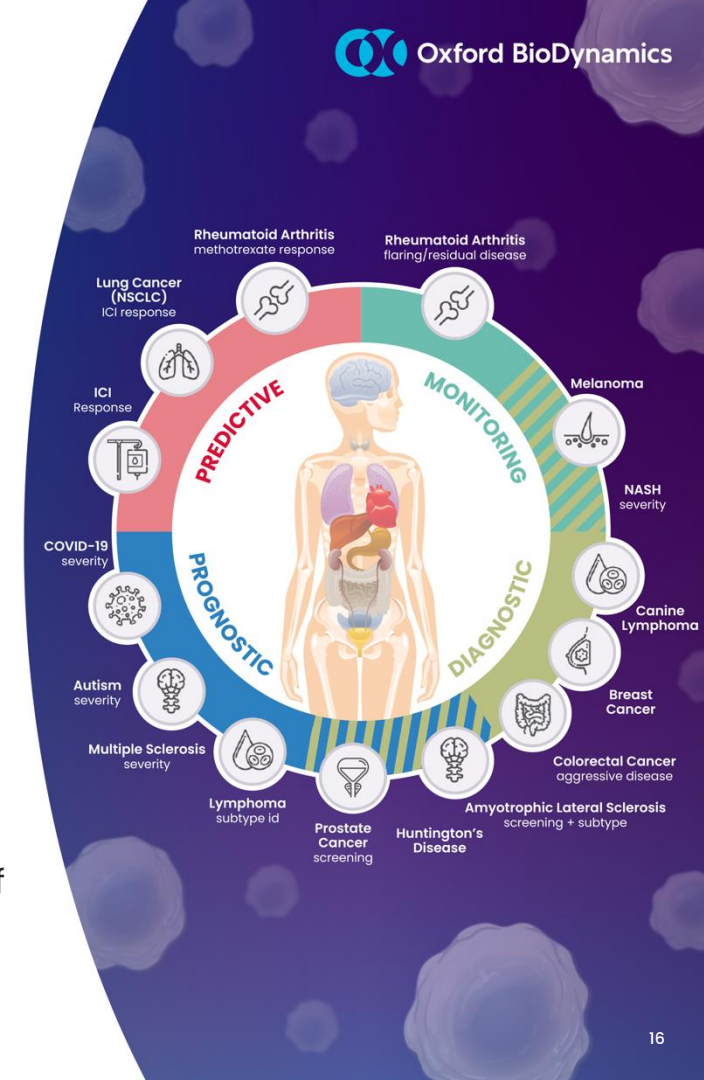 Oxford BioDynamics
Rheumatoid Arthritis
methotrexate response
Rheumatoid Arthritis
flaring/residual disease
Lung Cancer
(NSCLC)
ICI response
ICI
Response
Melanoma
NASH
severity
PREDICTIVE
MONITORING
COVID-19
severity
PROGNOSTIC
DIAGNOSTIC
Canine
Lymphoma
Autism
severity
Breast
Cancer
Multiple Sclerosis
severity
Colorectal Cancer
aggressive disease
Lymphoma
subtype id
Amyotrophic Lateral Sclerosis
screening + subtype
Prostate
Cancer
screening
Huntington's
Disease
f
16